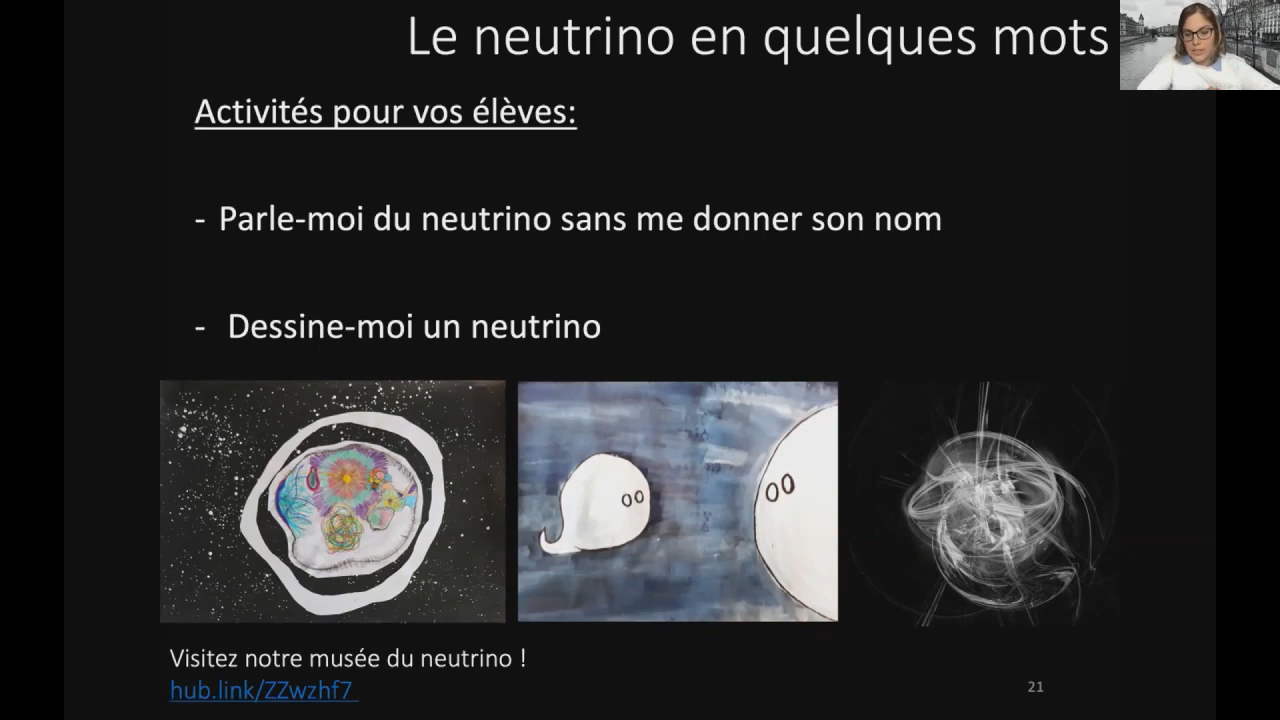 Le neutrino en quelques mots
Activités pour vos élèves:
- Parle-moi du neutrino sans me donner son nom
- Dessine-moi un neutrino
Visitez notre musée du neutrino !
hub.link/ZZwzhf7
21